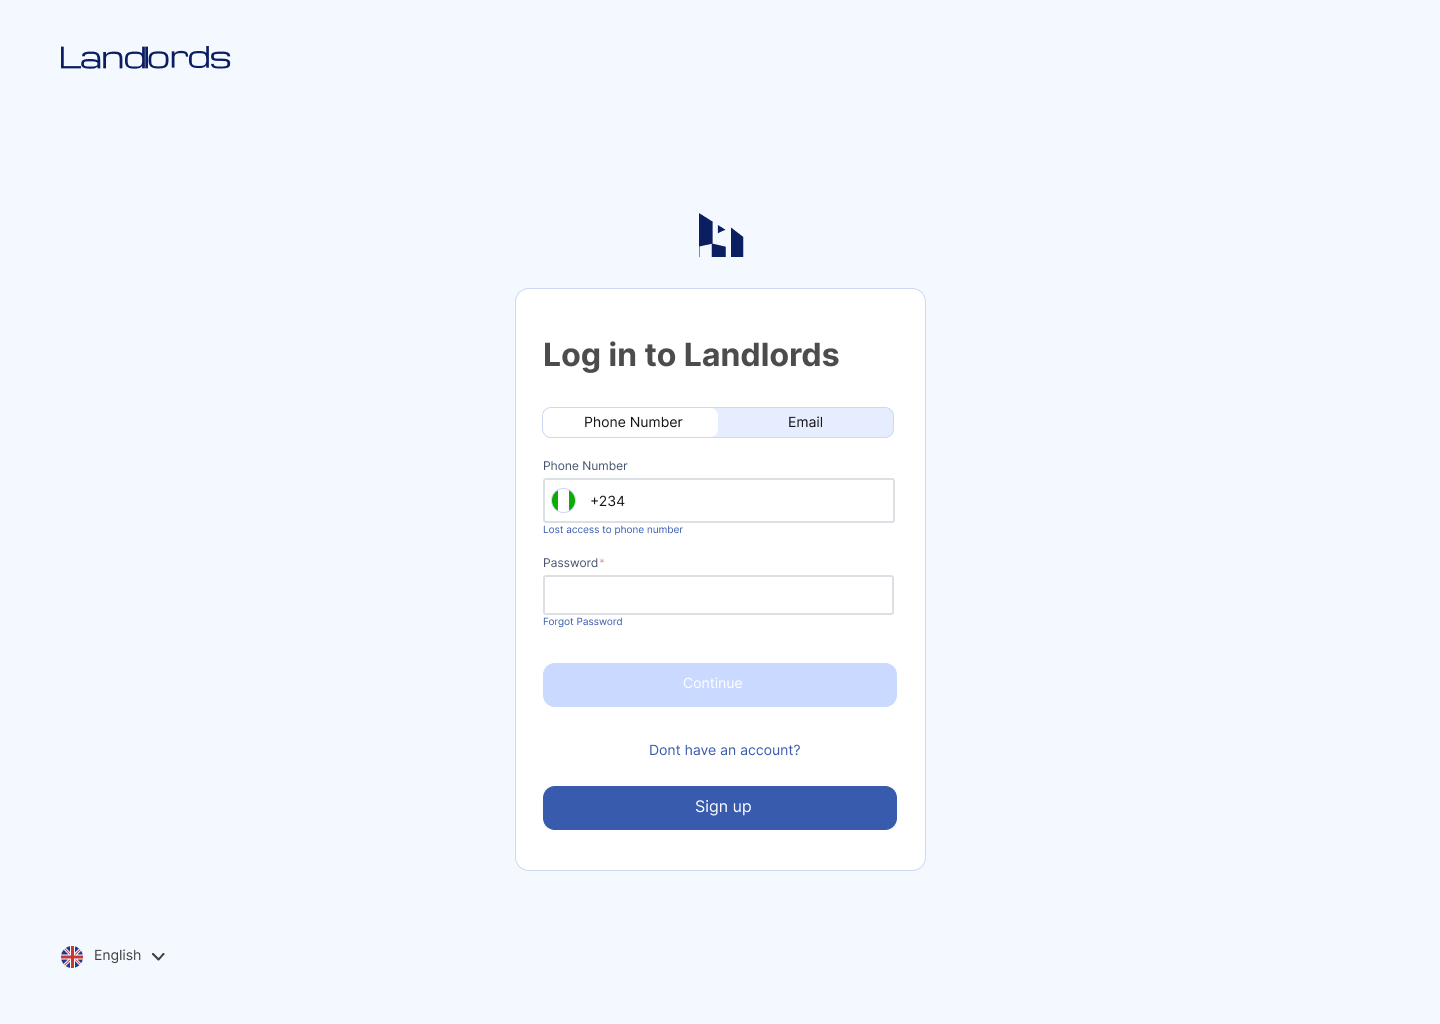 Landlords
Log in to Landlords
Phone Number
Email
Phone Number
+234
Lost access to phone number
Password*
Forgot Password
Continue
Dont have an account?
Sign up
English